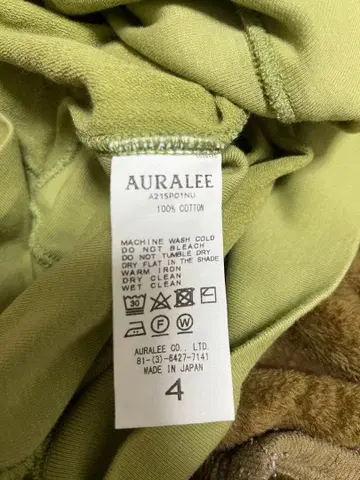 AURALEE
A21SP01NU
100% COTTON
MACHINE WASH COLD
DO NOT BLEACH
DO NOT TUMBLE DRY
DRY FLAT IN THE SHADE
WARM IRON
DRY CLEAN
WET CLEAN
30
F W
AURALEE CO., LTD.
81-(3)-6427-7141
MADE IN JAPAN
4